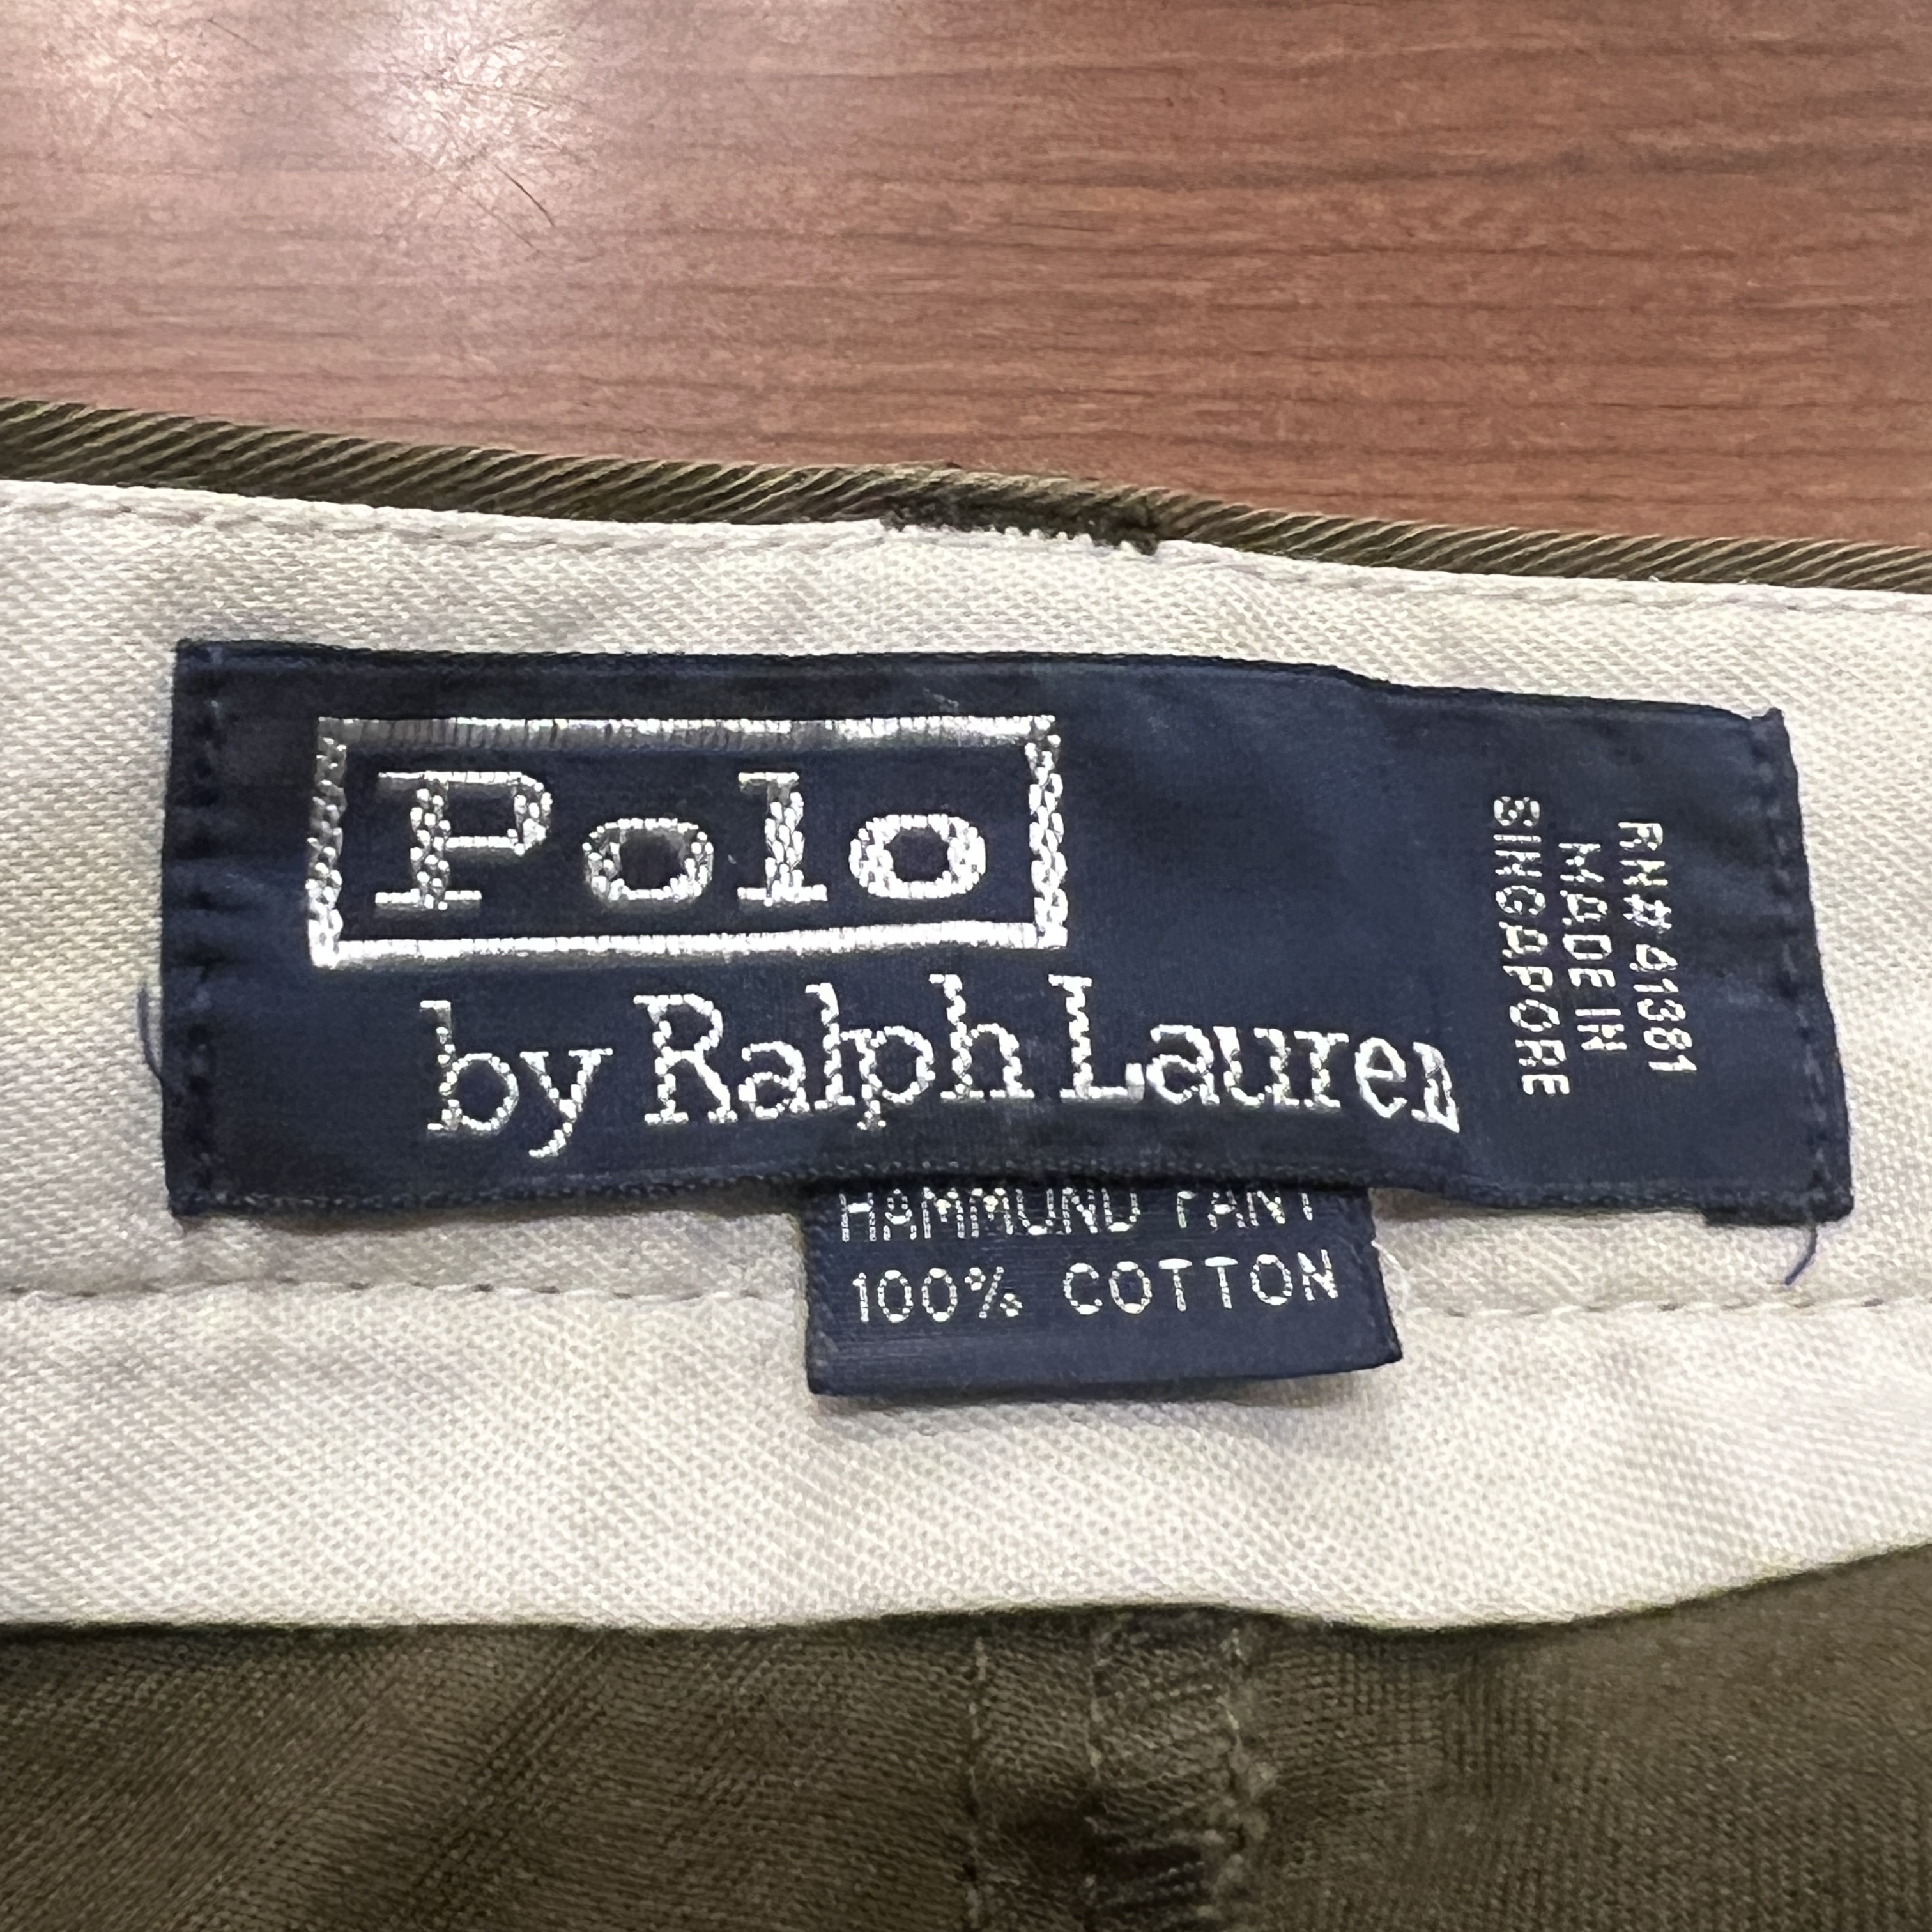 Polo
by Ralph Lauren
RN# 41381
MADE IN
SINGAPORE
HAMMOND PANT
100% COTTON